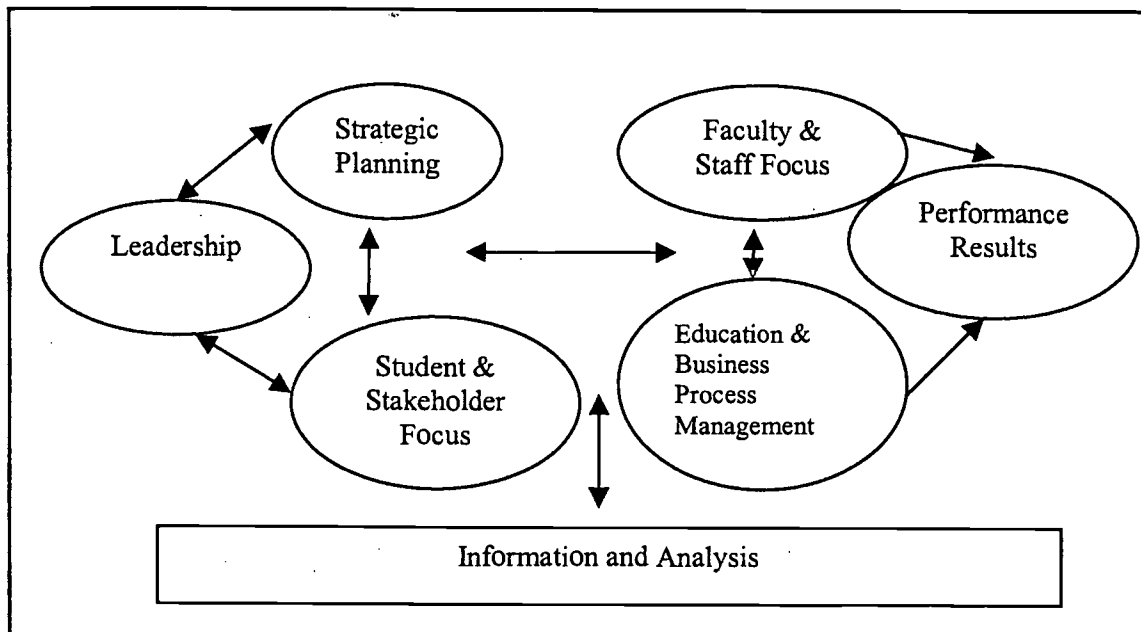 Strategic
Planning
Faculty &
Staff Focus
Leadership
Performance
Results
Student &
Stakeholder
Focus
Education &
Business
Process
Management
Information and Analysis